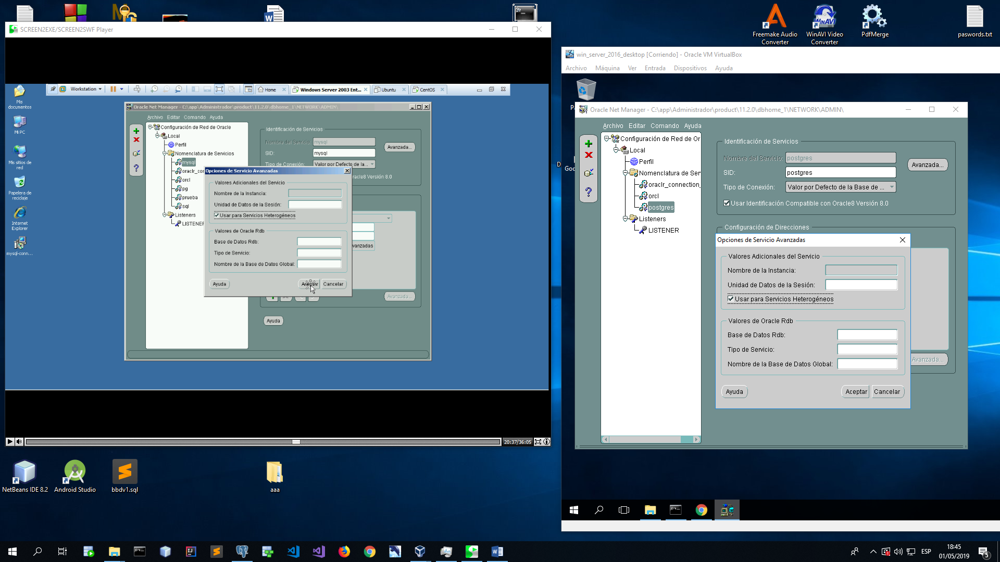 Freemake Audio
Converter
WinAVI Video
Converter
PdfMerge
paswords.txt
SCREEN2EXE/SCREEN2SWF Player
Workstation
Home
Windows Server 2003 Ent...
Ubuntu
CentOS
Mis
documentos
Mi PC
Mis sitios de
red
Papelera de
reciclaje
Internet
Explorer
mysql-conn...
Oracle Net Manager - C:\app\Administrador\product\11.2.0\dbhome_1\NETWORK\ADMIN\
Archivo Editar Comando Ayuda
Configuración de Red de Oracle
Local
Perfil
Nomenclatura de Servicios
mysql
oraclr_con
orcl
pg
prueba
sql
Listeners
LISTENER
Identificación de Servicios
Nombre del Servicio: mysql
SID: mysql
Avanzada...
Tipo de Conexión: Valor por Defecto de la...
racle8 Versión 8.0
Opciones de Servicio Avanzadas
Valores Adicionales del Servicio
Nombre de la Instancia:
Unidad de Datos de la Sesión:
Usar para Servicios Heterogéneos
Valores de Oracle Rdb
Base de Datos Rdb:
Tipo de Servicio:
Nombre de la Base de Datos Global:
Ayuda Aceptar Cancelar
vanzadas
Avanzada...
Ayuda
20:37/36:05
NetBeans IDE 8.2
Android Studio
bbdv1.sql
aaa
win_server_2016_desktop [Corriendo] - Oracle VM VirtualBox
Archivo Máquina Ver Entrada Dispositivos Ayuda
Oracle Net Manager - C:\app\Administrador\product\11.2.0\dbhome_1\NETWORK\ADMIN\
Archivo Editar Comando Ayuda
Configuración de Red de Or
Local
Perfil
Nomenclatura de Ser
oraclr_connection_
orcl
postgres
Listeners
LISTENER
Identificación de Servicios
Nombre del Servicio: postgres
SID: postgres
Avanzada...
Tipo de Conexión: Valor por Defecto de la Base de ...
Usar Identificación Compatible con Oracle8 Versión 8.0
Configuración de Direcciones
Opciones de Servicio Avanzadas
Valores Adicionales del Servicio
Nombre de la Instancia:
Unidad de Datos de la Sesión:
Usar para Servicios Heterogéneos
Valores de Oracle Rdb
Base de Datos Rdb:
Tipo de Servicio:
Nombre de la Base de Datos Global:
Avanzada...
Ayuda Aceptar Cancelar
ESP
18:45
01/05/2019
5